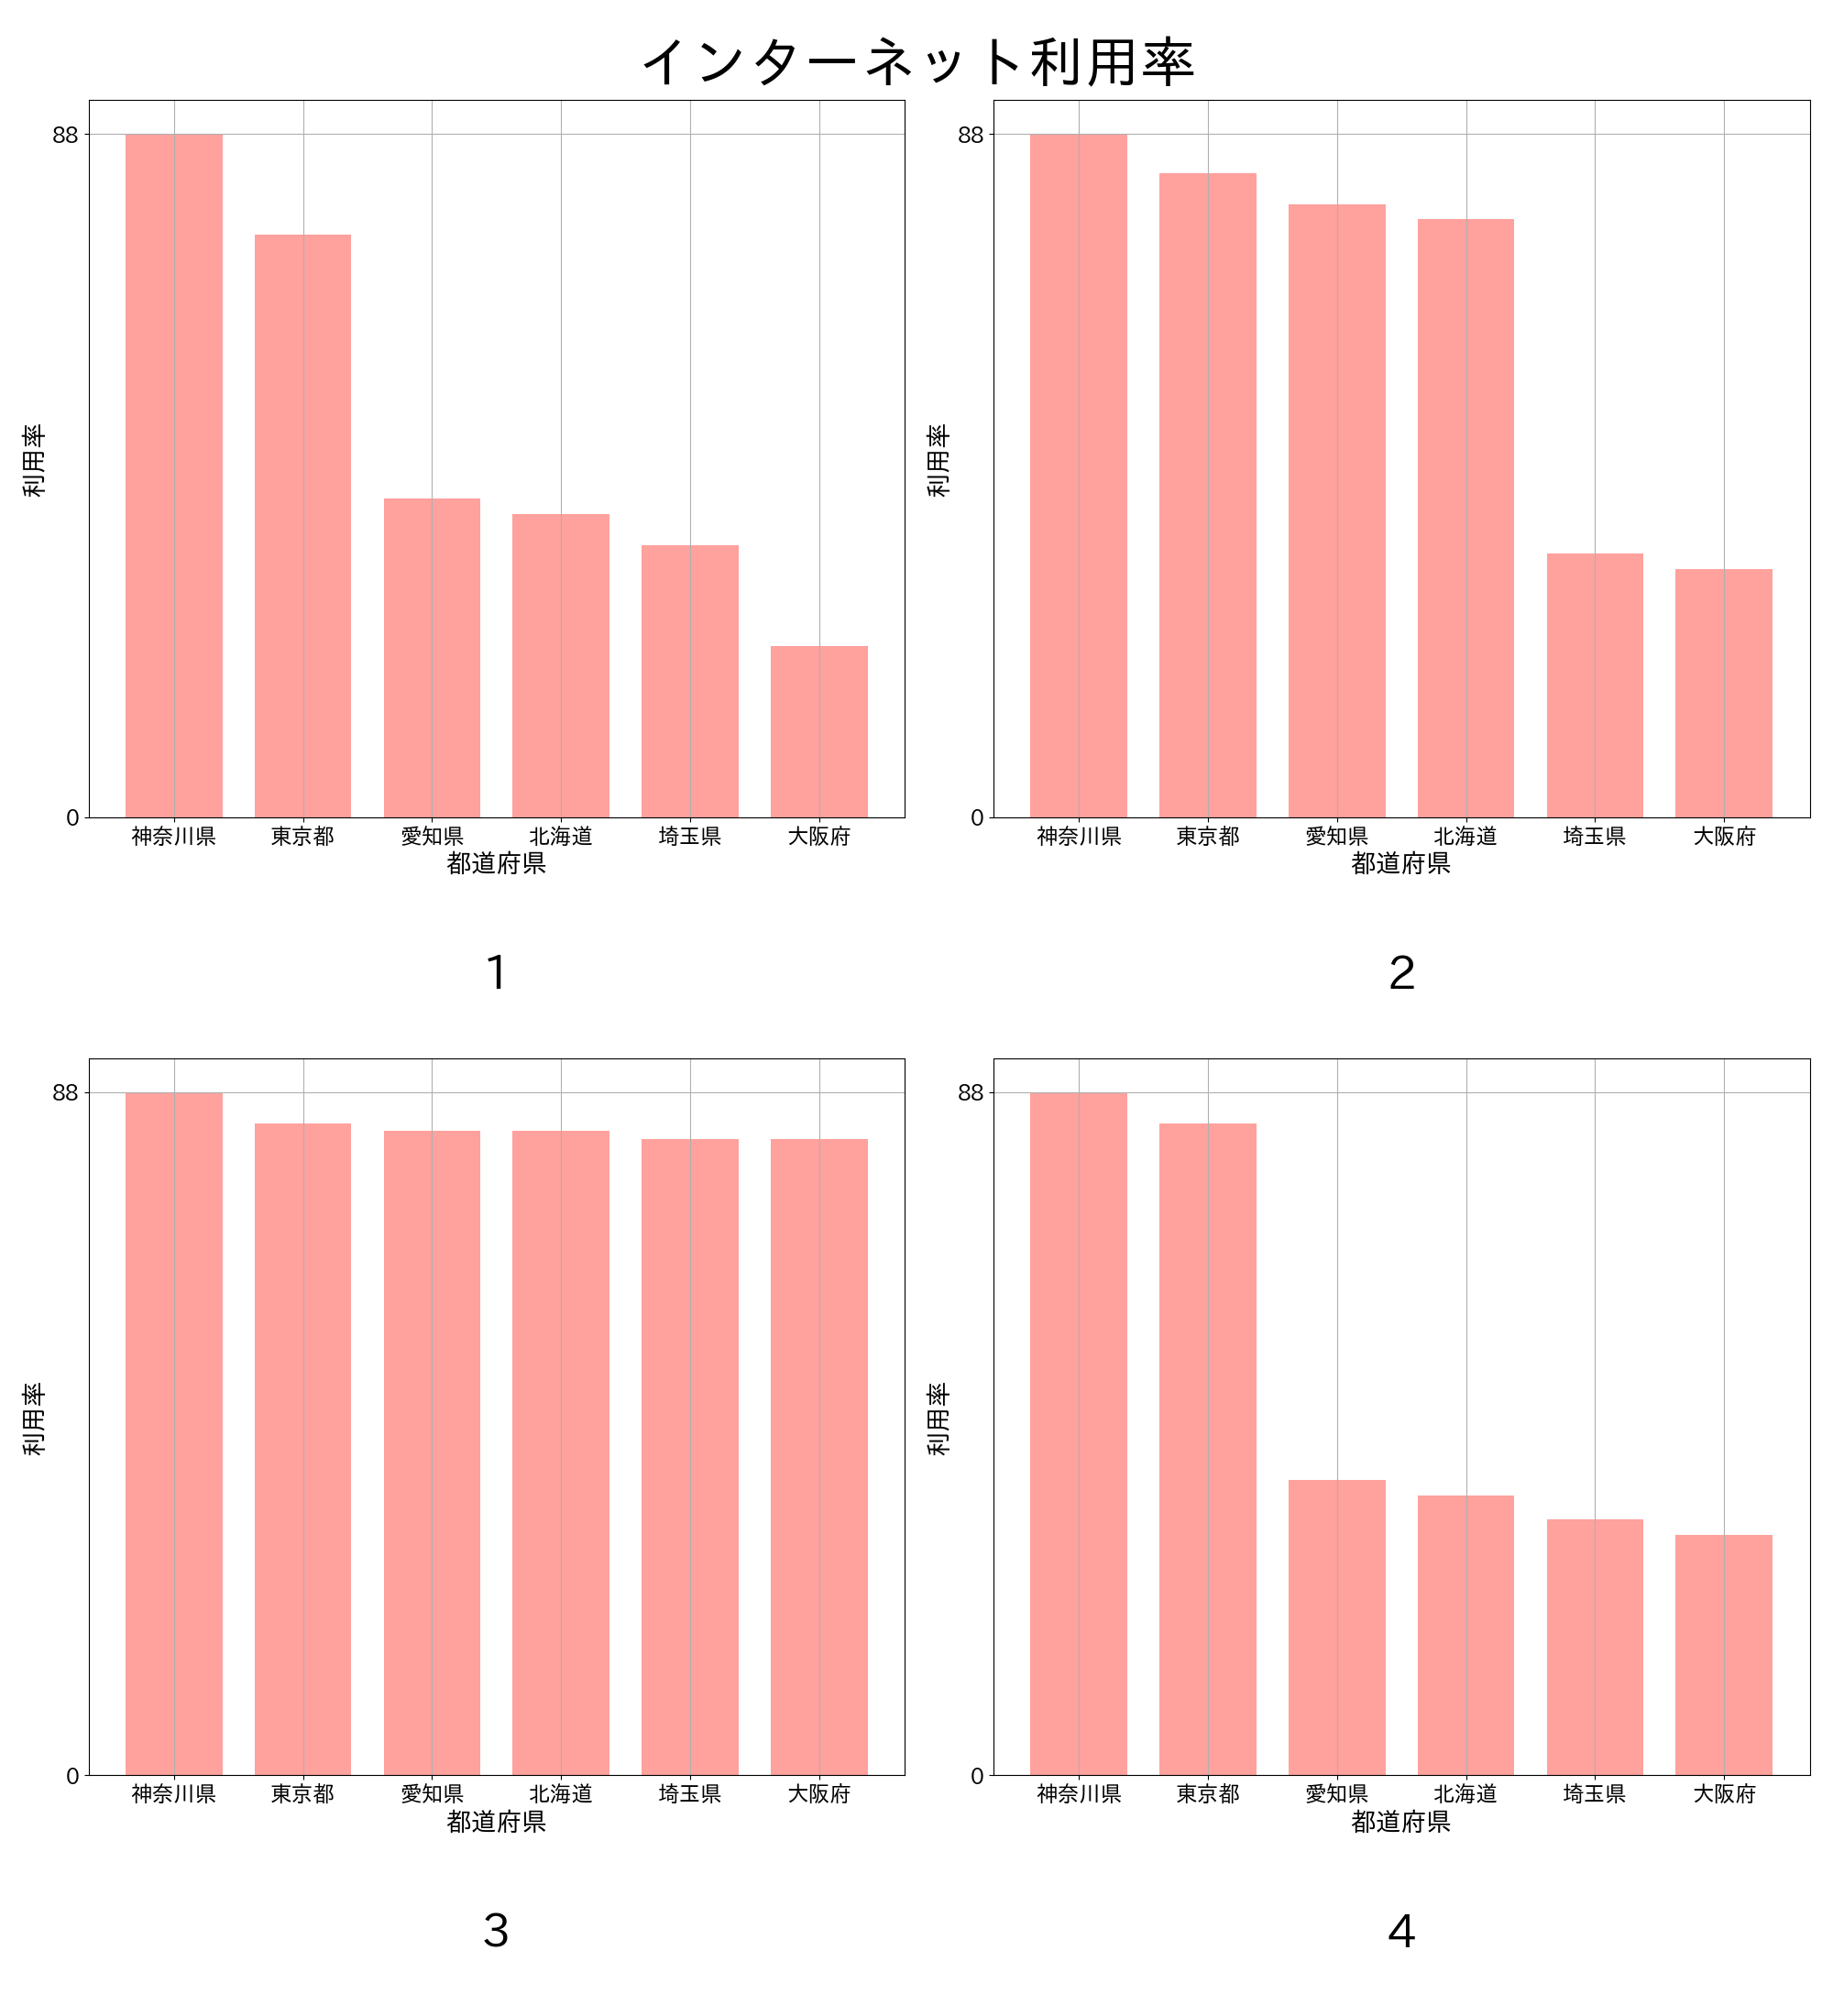 インターネット利用率
88
0
利用率
神奈川県 東京都 愛知県 北海道 埼玉県 大阪府
都道府県
1
88
0
利用率
神奈川県 東京都 愛知県 北海道 埼玉県 大阪府
都道府県
2
88
0
利用率
神奈川県 東京都 愛知県 北海道 埼玉県 大阪府
都道府県
3
88
0
利用率
神奈川県 東京都 愛知県 北海道 埼玉県 大阪府
都道府県
4